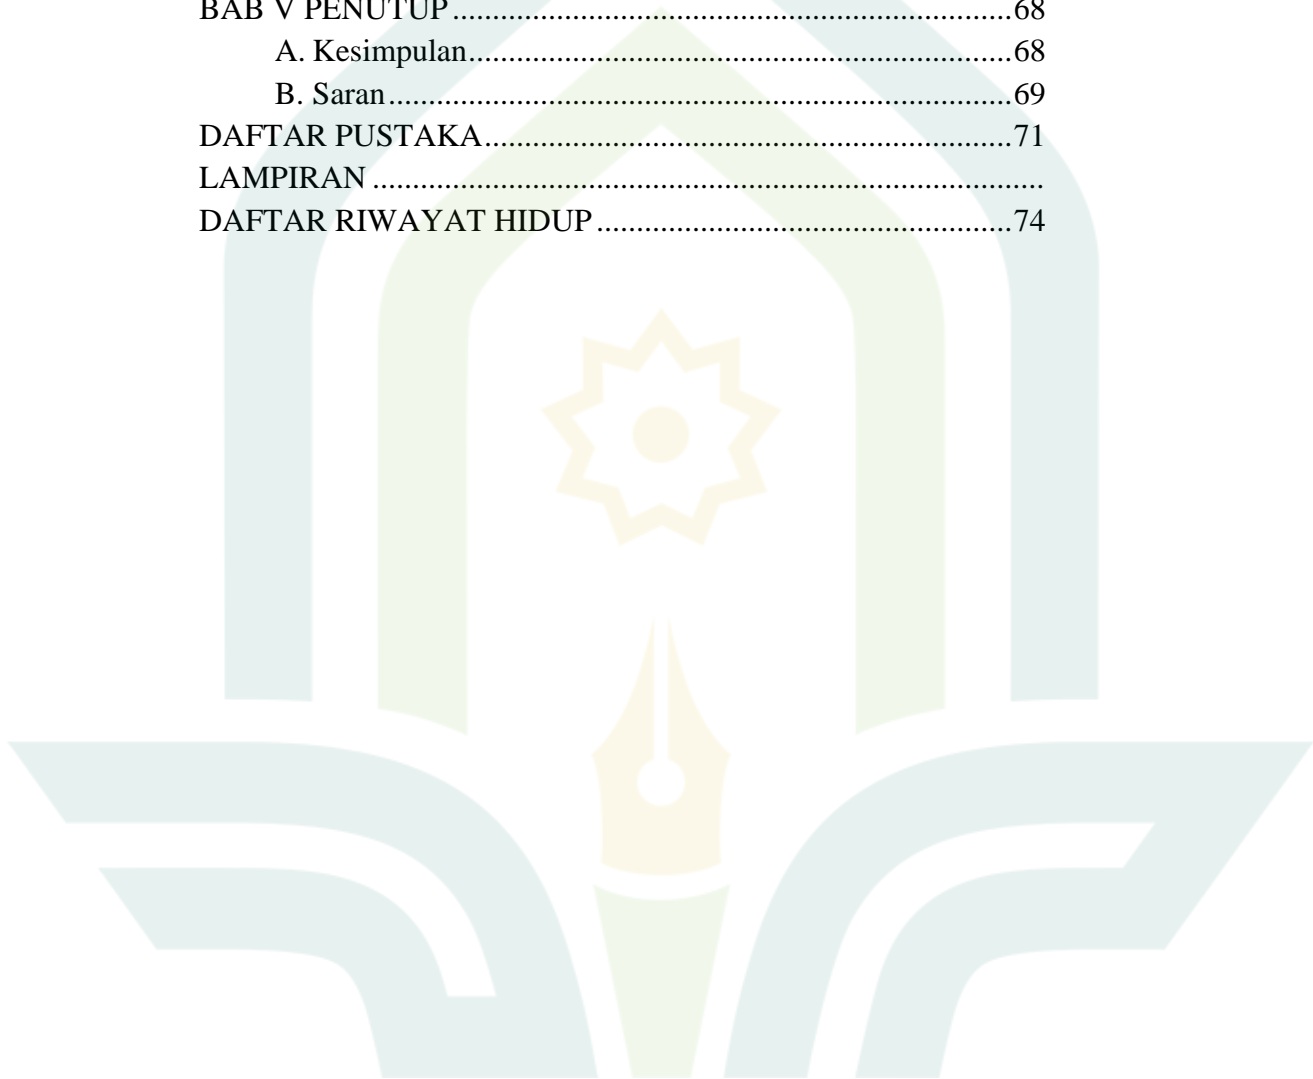 BAB V PENUTUP......................................................................68
A. Kesimpulan....................................................................68
B. Saran..............................................................................69
DAFTAR PUSTAKA..................................................................71
LAMPIRAN ....................................................................................
DAFTAR RIWAYAT HIDUP....................................................74